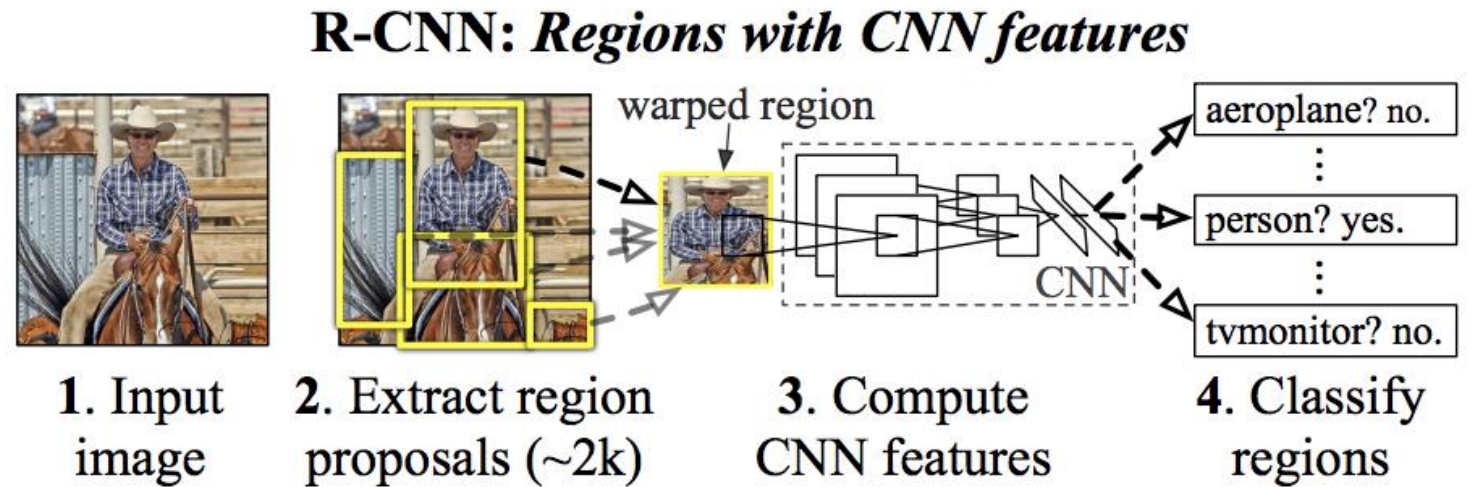 R-CNN: Regions with CNN features
warped region
aeroplane? no.
⋮
person? yes.
⋮
tvmonitor? no.
CNN
1. Input
image
2. Extract region
proposals (~2k)
3. Compute
CNN features
4. Classify
regions